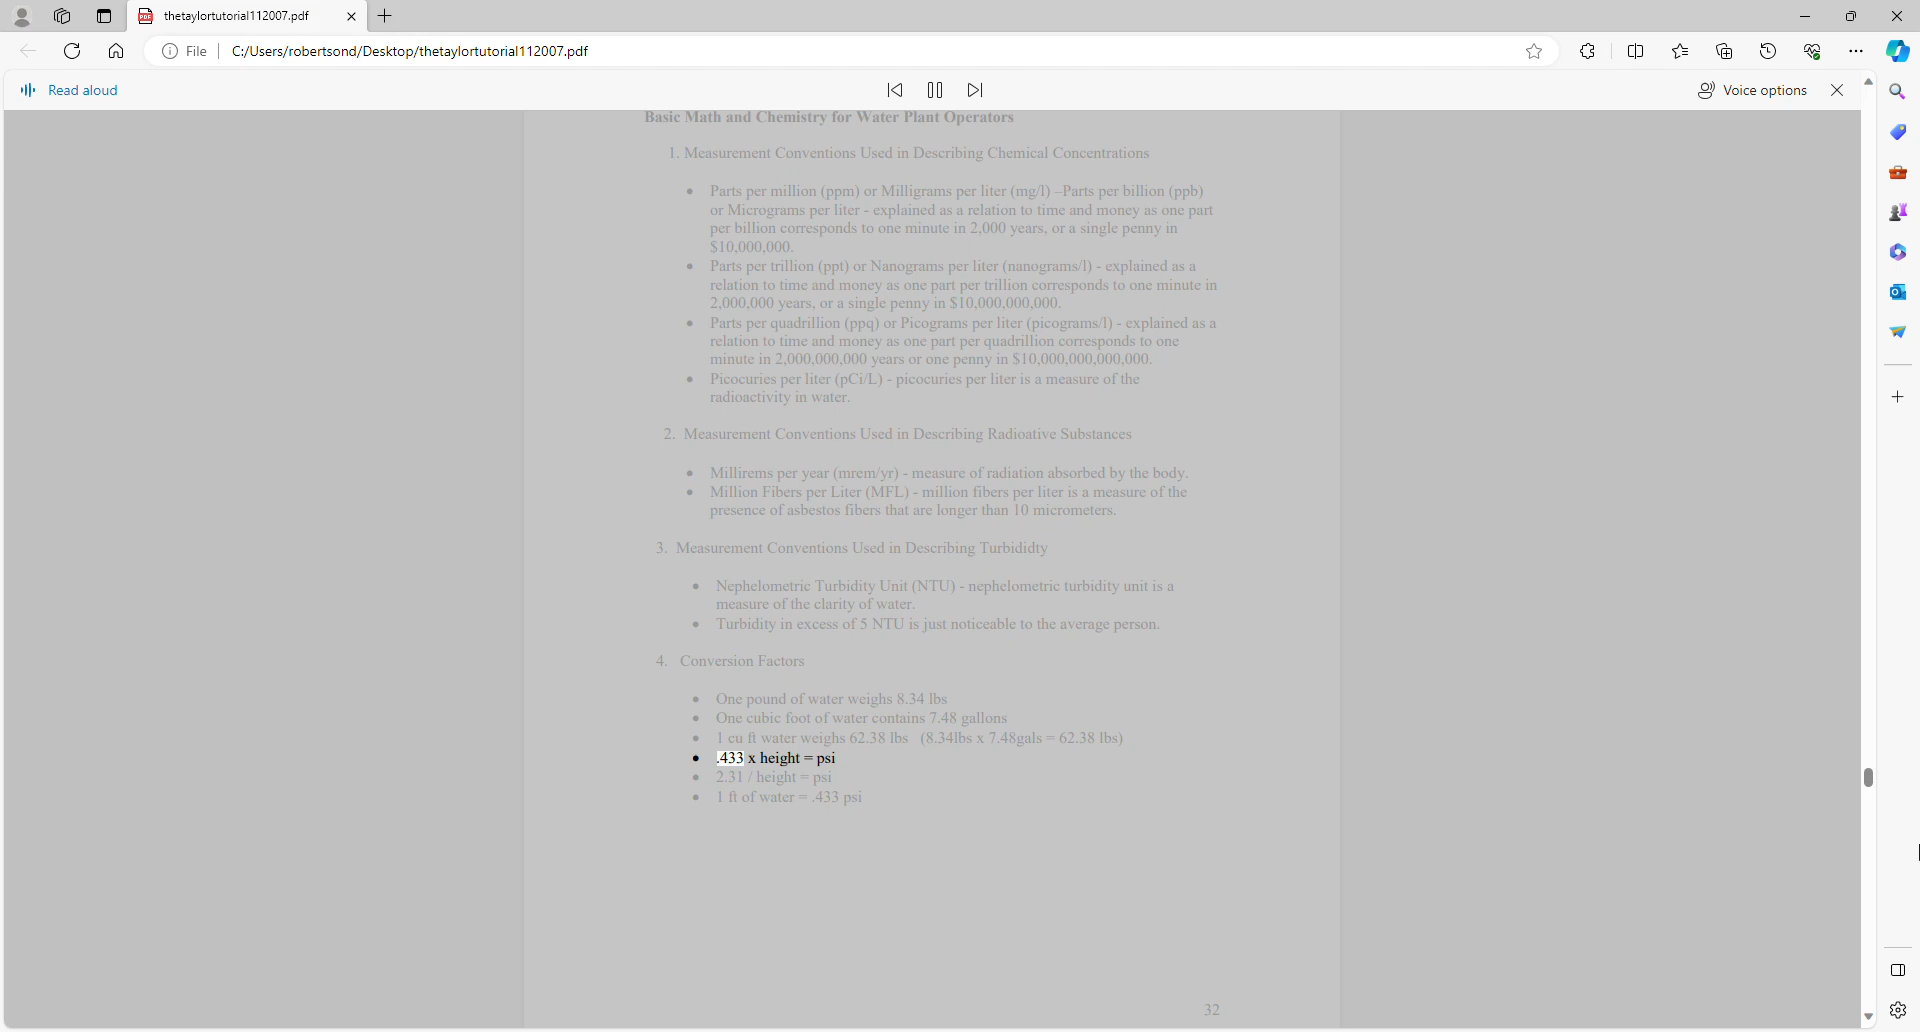 thetaylortutorial112007.pdf
File
C:/Users/robertsond/Desktop/thetaylortutorial112007.pdf
Read aloud
Voice options
Basic Math and Chemistry for Water Plant Operators
1. Measurement Conventions Used in Describing Chemical Concentrations
• Parts per million (ppm) or Milligrams per liter (mg/l) –Parts per billion (ppb)
or Micrograms per liter - explained as a relation to time and money as one part
per billion corresponds to one minute in 2,000 years, or a single penny in
$10,000,000.
• Parts per trillion (ppt) or Nanograms per liter (nanograms/l) - explained as a
relation to time and money as one part per trillion corresponds to one minute in
2,000,000 years, or a single penny in $10,000,000,000.
• Parts per quadrillion (ppq) or Picograms per liter (picograms/l) - explained as a
relation to time and money as one part per quadrillion corresponds to one
minute in 2,000,000,000 years or one penny in $10,000,000,000,000.
• Picocuries per liter (pCi/L) - picocuries per liter is a measure of the
radioactivity in water.
2. Measurement Conventions Used in Describing Radioative Substances
• Millirems per year (mrem/yr) - measure of radiation absorbed by the body.
• Million Fibers per Liter (MFL) - million fibers per liter is a measure of the
presence of asbestos fibers that are longer than 10 micrometers.
3. Measurement Conventions Used in Describing Turbididty
• Nephelometric Turbidity Unit (NTU) - nephelometric turbidity unit is a
measure of the clarity of water.
• Turbidity in excess of 5 NTU is just noticeable to the average person.
4. Conversion Factors
• One pound of water weighs 8.34 lbs
• One cubic foot of water contains 7.48 gallons
• 1 cu ft water weighs 62.38 lbs (8.34lbs x 7.48gals = 62.38 lbs)
• .433 x height = psi
• 2.31 / height = psi
• 1 ft of water = .433 psi
32